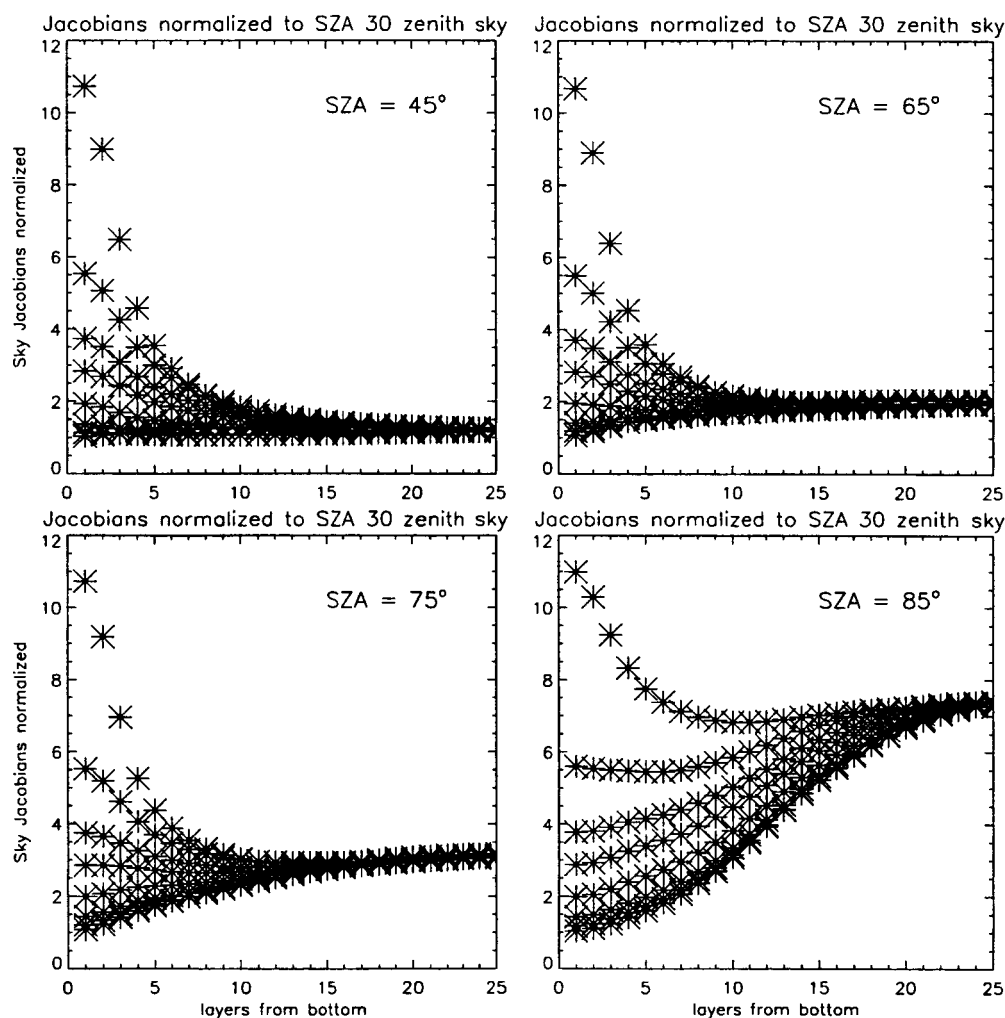 Jacobians normalized to SZA 30 zenith sky
Sky Jacobians normalized
12
10
8
6
4
2
0
SZA = 45°
0 5 10 15 20 25
Jacobians normalized to SZA 30 zenith sky
12
10
8
6
4
2
0
SZA = 65°
0 5 10 15 20 25
Jacobians normalized to SZA 30 zenith sky
Sky Jacobians normalized
12
10
8
6
4
2
0
SZA = 75°
0 5 10 15 20 25
layers from bottom
Jacobians normalized to SZA 30 zenith sky
12
10
8
6
4
2
0
SZA = 85°
0 5 10 15 20 25
layers from bottom